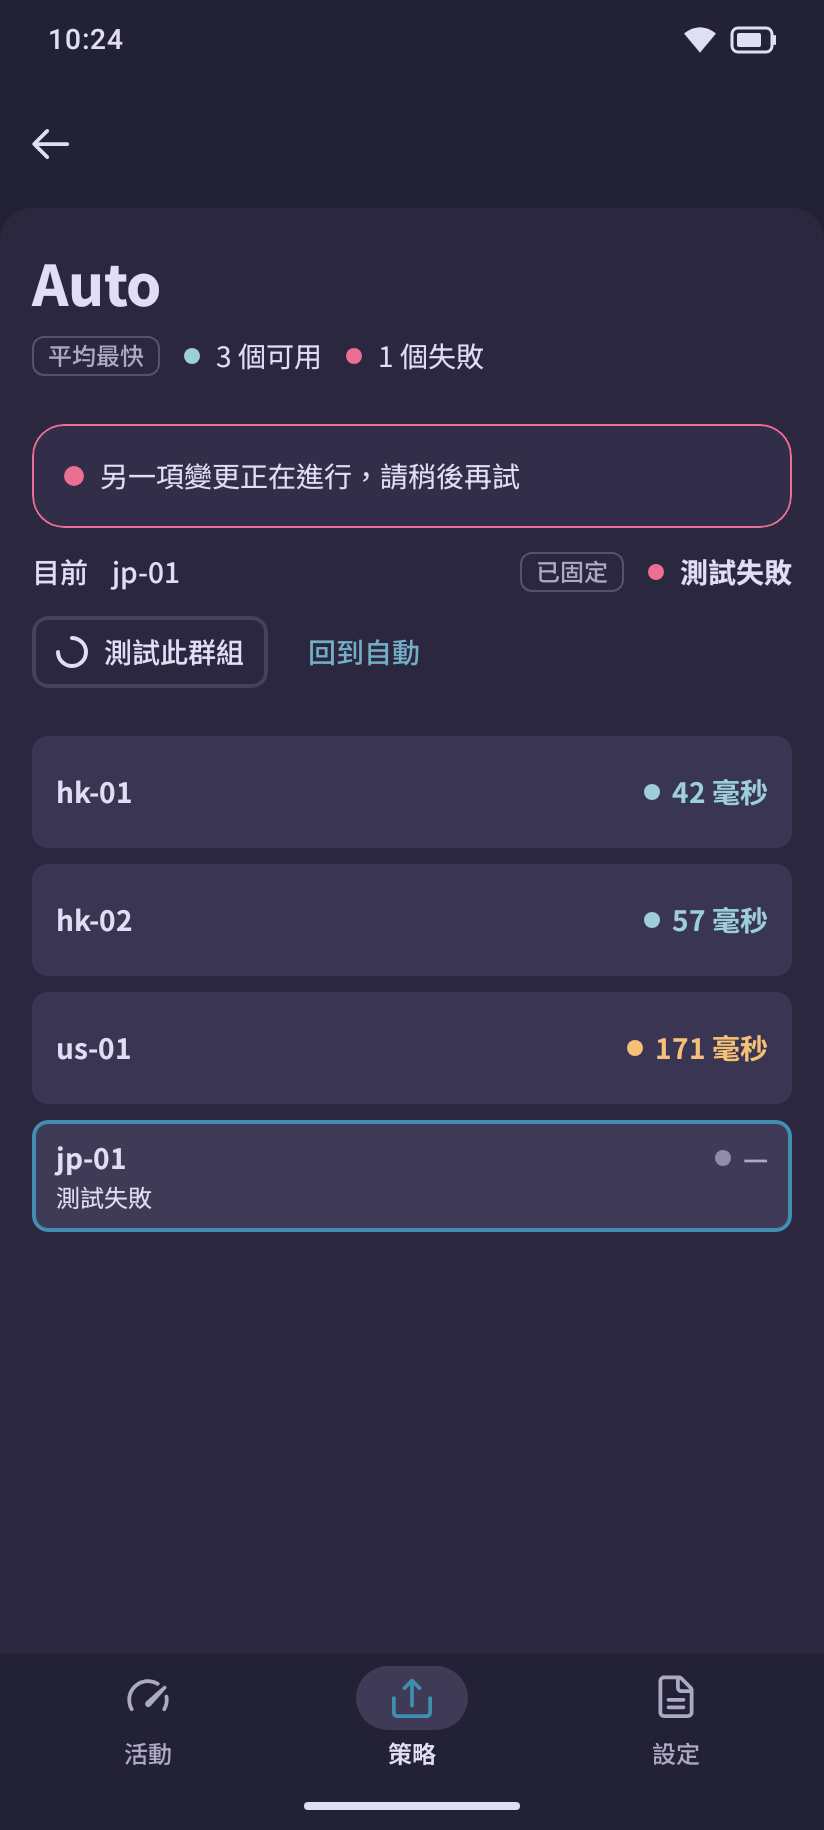 10:24
Auto
平均最快 3 個可用 1 個失敗
另一項變更正在進行，請稍後再試
目前 jp-01 已固定 測試失敗
測試此群組 回到自動
hk-01 42 毫秒
hk-02 57 毫秒
us-01 171 毫秒
jp-01 —
測試失敗
活動 策略 設定